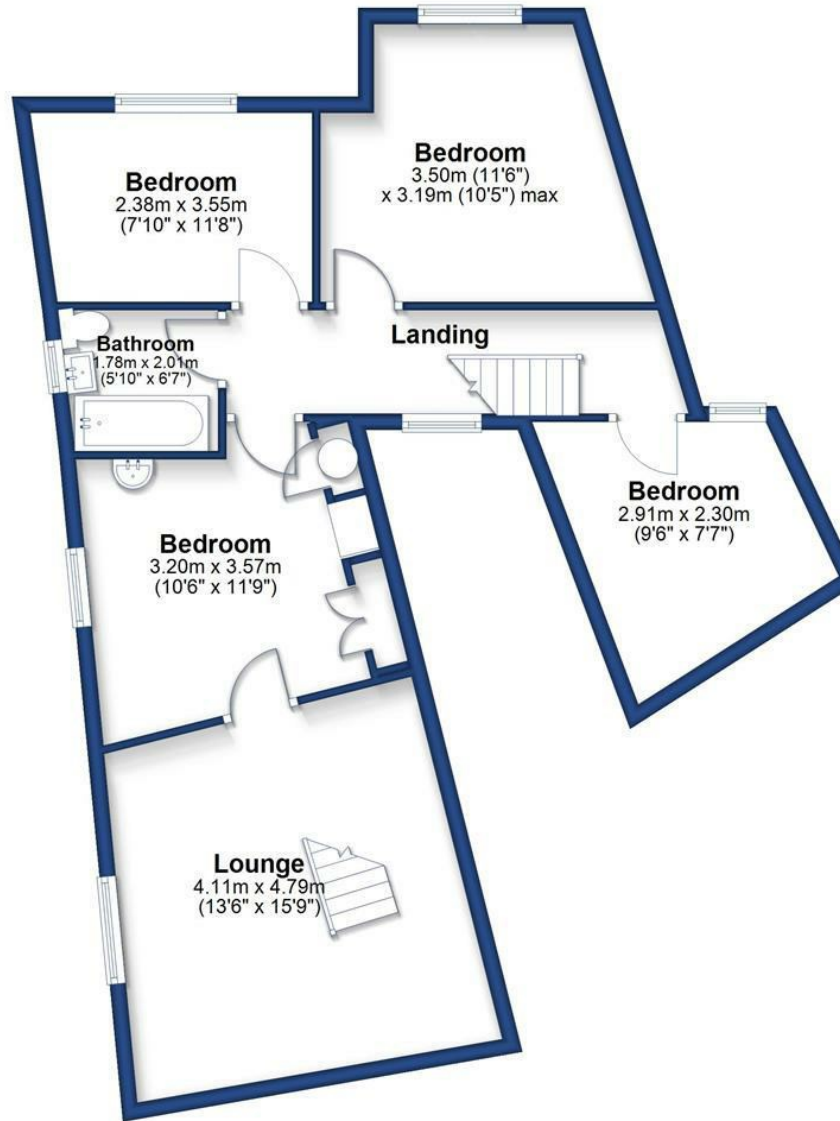 Bedroom
2.38m x 3.55m
(7'10" x 11'8")
Bedroom
3.50m (11'6")
x 3.19m (10'5") max
Landing
Bathroom
1.78m x 2.01m
(5'10" x 6'7")
Bedroom
2.91m x 2.30m
(9'6" x 7'7")
Bedroom
3.20m x 3.57m
(10'6" x 11'9")
Lounge
4.11m x 4.79m
(13'6" x 15'9")